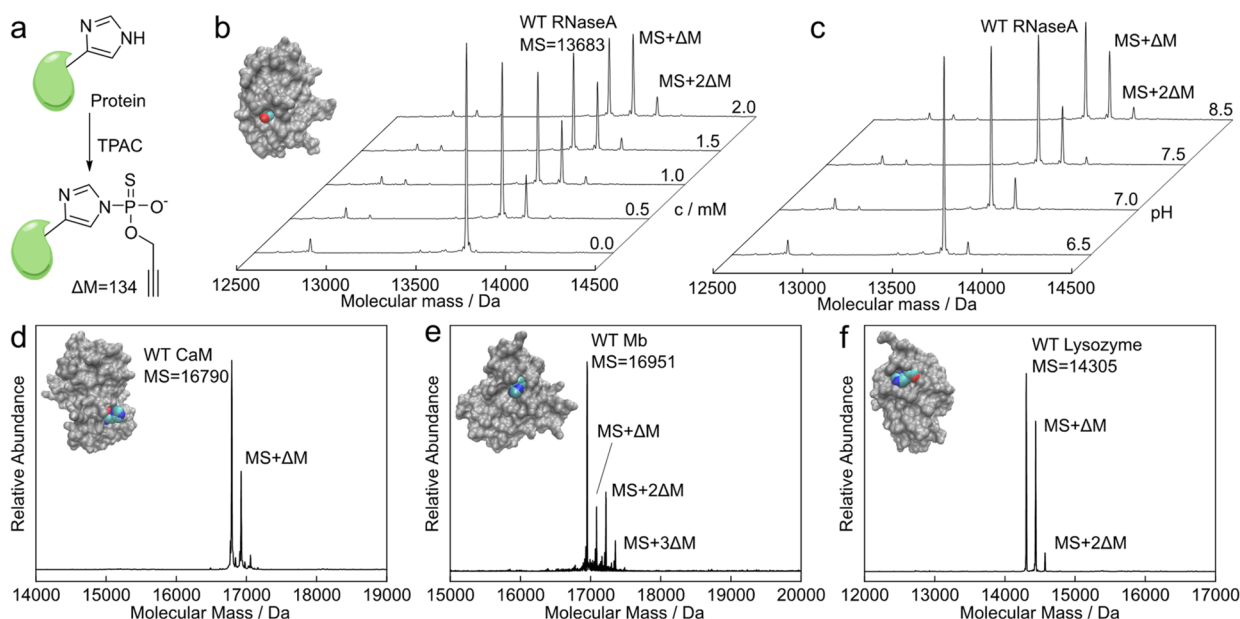 a
N
NH
Protein
TPAC
N
N
S
P
O-
O
ΔM=134
b
WT RNaseA
MS=13683
MS+ΔM
MS+2ΔM
2.0
1.5
1.0
0.5
c / mM
0.0
12500
13000
13500
14000
14500
Molecular mass / Da
c
WT RNaseA
MS+ΔM
MS+2ΔM
8.5
7.5
7.0
pH
6.5
12500
13000
13500
14000
14500
Molecular mass / Da
d
WT CaM
MS=16790
MS+ΔM
Relative Abundance
14000
15000
16000
17000
18000
19000
Molecular Mass / Da
e
WT Mb
MS=16951
MS+ΔM
MS+2ΔM
MS+3ΔM
Relative Abundance
15000
16000
17000
18000
19000
20000
Molecular Mass / Da
f
WT Lysozyme
MS=14305
MS+ΔM
MS+2ΔM
Relative Abundance
12000
13000
14000
15000
16000
17000
Molecular Mass / Da